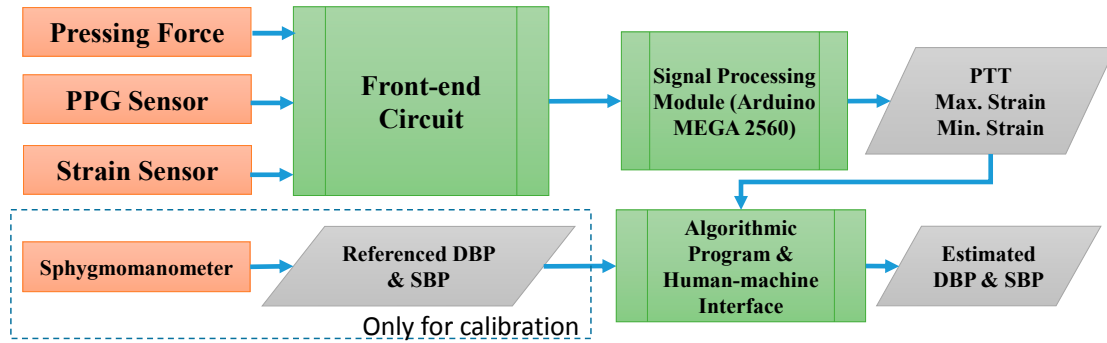 Pressing Force
PPG Sensor
Strain Sensor
Front-end
Circuit
Signal Processing
Module (Arduino
MEGA 2560)
PTT
Max. Strain
Min. Strain
Sphygmomanometer
Referenced DBP
& SBP
Only for calibration
Algorithmic
Program &
Human-machine
Interface
Estimated
DBP & SBP